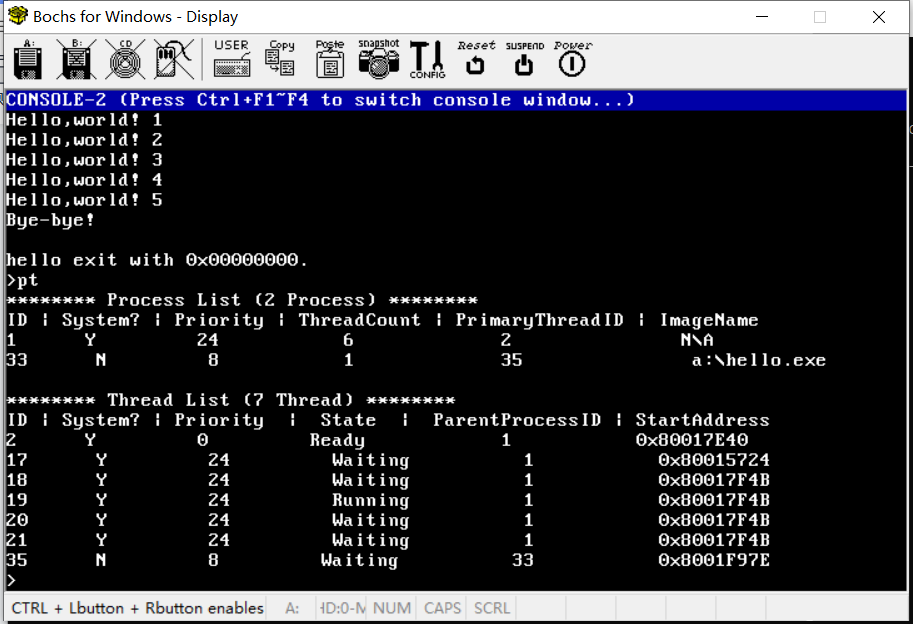 Bochs for Windows - Display
A: B: CD USER Copy Paste snapshot CONFIG Reset SUSPEND Power
CONSOLE-2 (Press Ctrl+F1~F4 to switch console window...)
Hello,world! 1
Hello,world! 2
Hello,world! 3
Hello,world! 4
Hello,world! 5
Bye-bye!
hello exit with 0x00000000.
>pt
******** Process List (2 Process) ********
ID | System? | Priority | ThreadCount | PrimaryThreadID | ImageName
1 Y 24 6 2 N\A
33 N 8 1 35 a:\hello.exe
******** Thread List (7 Thread) ********
ID | System? | Priority | State | ParentProcessID | StartAddress
2 Y 0 Ready 1 0x80017E40
17 Y 24 Waiting 1 0x80015724
18 Y 24 Waiting 1 0x80017F4B
19 Y 24 Running 1 0x80017F4B
20 Y 24 Waiting 1 0x80017F4B
21 Y 24 Waiting 1 0x80017F4B
35 N 8 Waiting 33 0x8001F97E
>
CTRL + Lbutton + Rbutton enables A: HD:0-M NUM CAPS SCRL